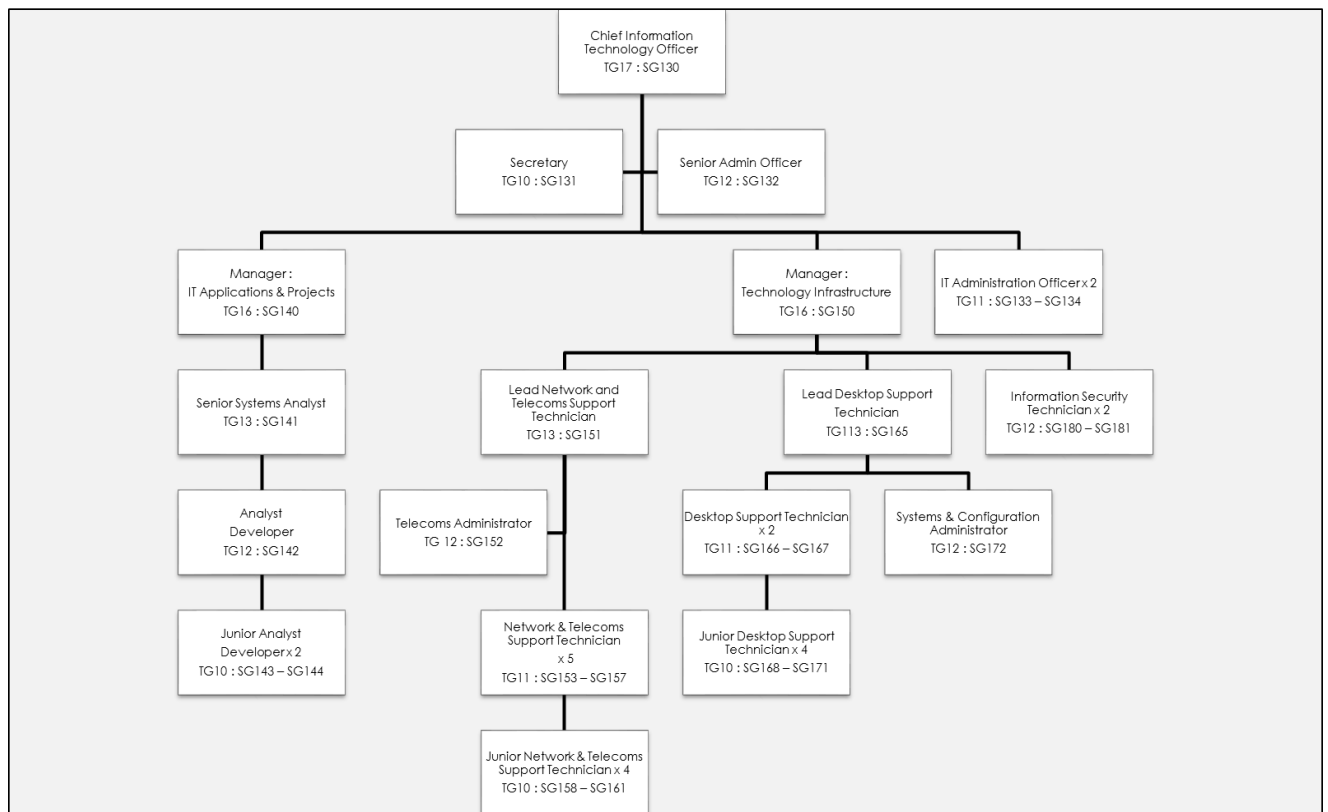 Chief Information
Technology Officer
TG17 : SG130
Secretary
TG10 : SG131
Senior Admin Officer
TG12 : SG132
Manager :
IT Applications & Projects
TG16 : SG140
Manager :
Technology Infrastructure
TG16 : SG150
IT Administration Officer x 2
TG11 : SG133 – SG134
Senior Systems Analyst
TG13 : SG141
Lead Network and
Telecoms Support
Technician
TG13 : SG151
Lead Desktop Support
Technician
TG113 : SG165
Information Security
Technician x 2
TG12 : SG180 – SG181
Analyst
Developer
TG12 : SG142
Telecoms Administrator
TG 12 : SG152
Desktop Support Technician
x 2
TG11 : SG166 – SG167
Systems & Configuration
Administrator
TG12 : SG172
Junior Analyst
Developer x 2
TG10 : SG143 – SG144
Network & Telecoms
Support Technician
x 5
TG11 : SG153 – SG157
Junior Desktop Support
Technician x 4
TG10 : SG168 – SG171
Junior Network & Telecoms
Support Technician x 4
TG10 : SG158 – SG161